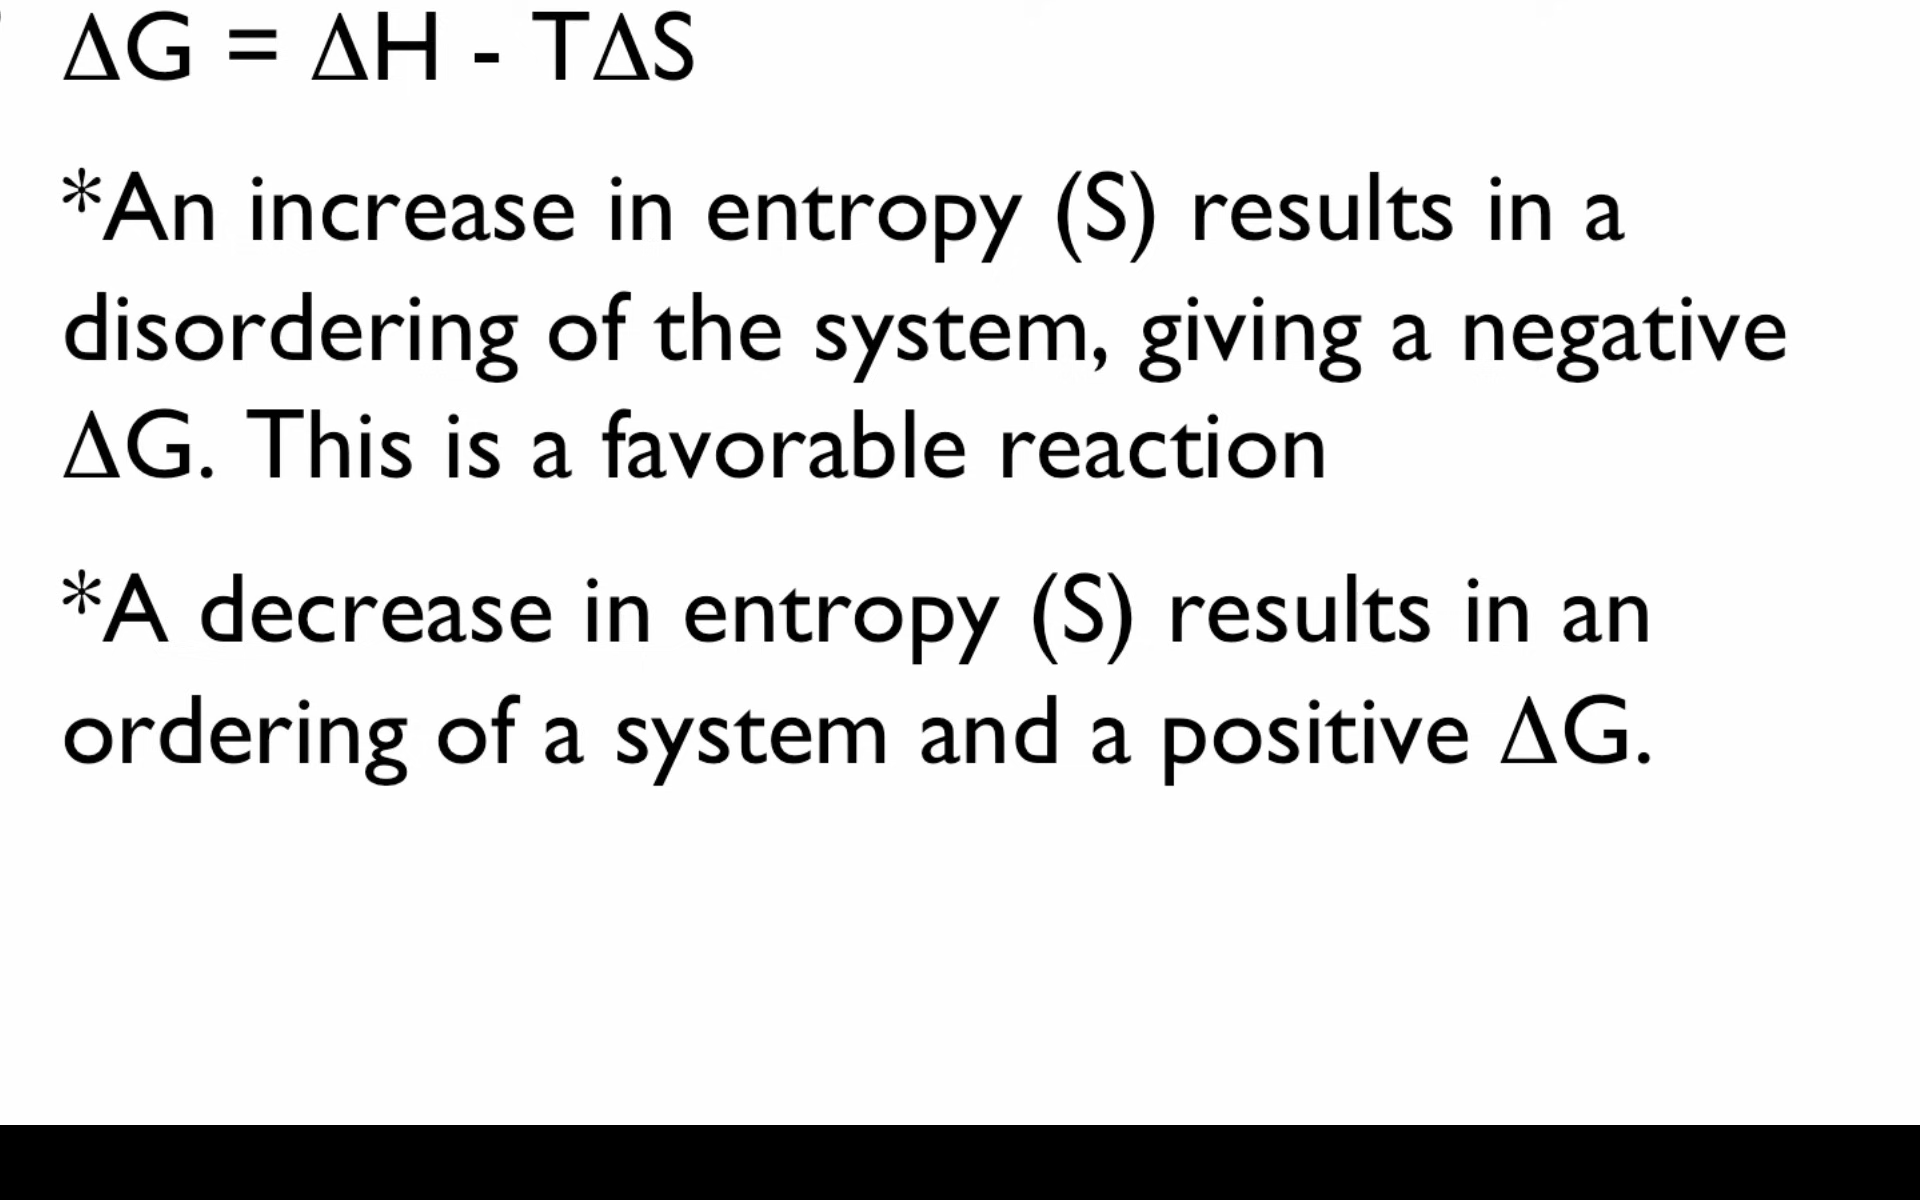 ΔG = ΔH - TΔS
*An increase in entropy (S) results in a
disordering of the system, giving a negative
ΔG. This is a favorable reaction
*A decrease in entropy (S) results in an
ordering of a system and a positive ΔG.